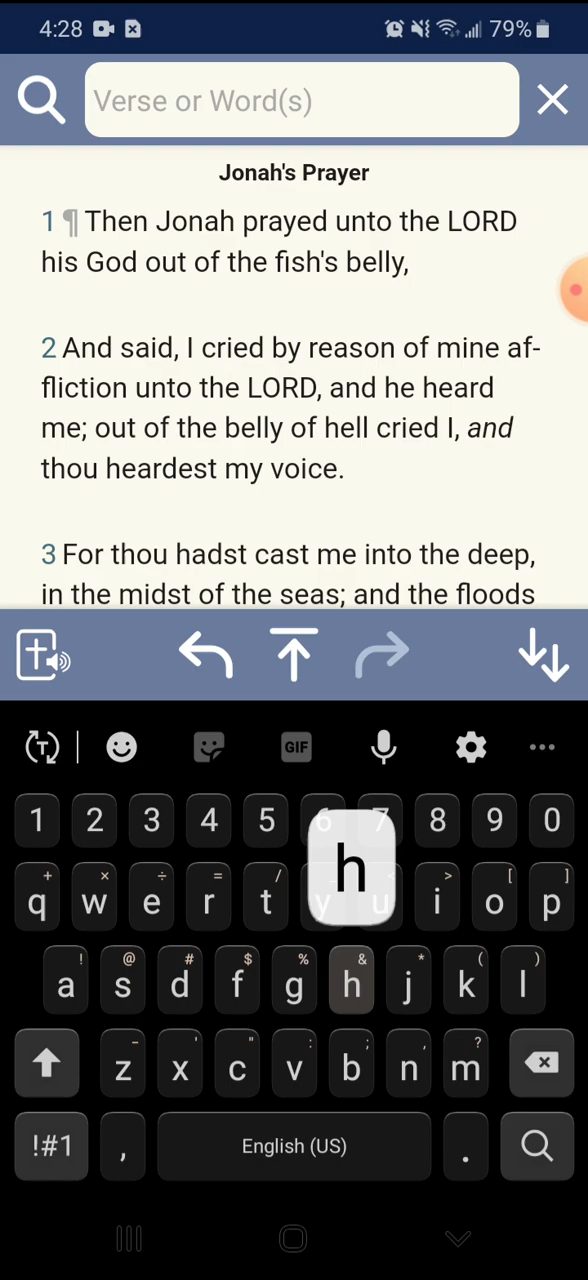 4:28 79%
Verse or Word(s)
Jonah's Prayer
1 ¶ Then Jonah prayed unto the LORD
his God out of the fish's belly,
2 And said, I cried by reason of mine af-
fliction unto the LORD, and he heard
me; out of the belly of hell cried I, and
thou heardest my voice.
3 For thou hadst cast me into the deep,
in the midst of the seas; and the floods
T GIF ...
1 2 3 4 5 6 7 8 9 0
h
+ × ÷ = / > [ ]
q w e r t y u i o p
! @ # $ % & * ( )
a s d f g h j k l
- ' " : ; , ?
z x c v b n m
!#1 , English (US) .